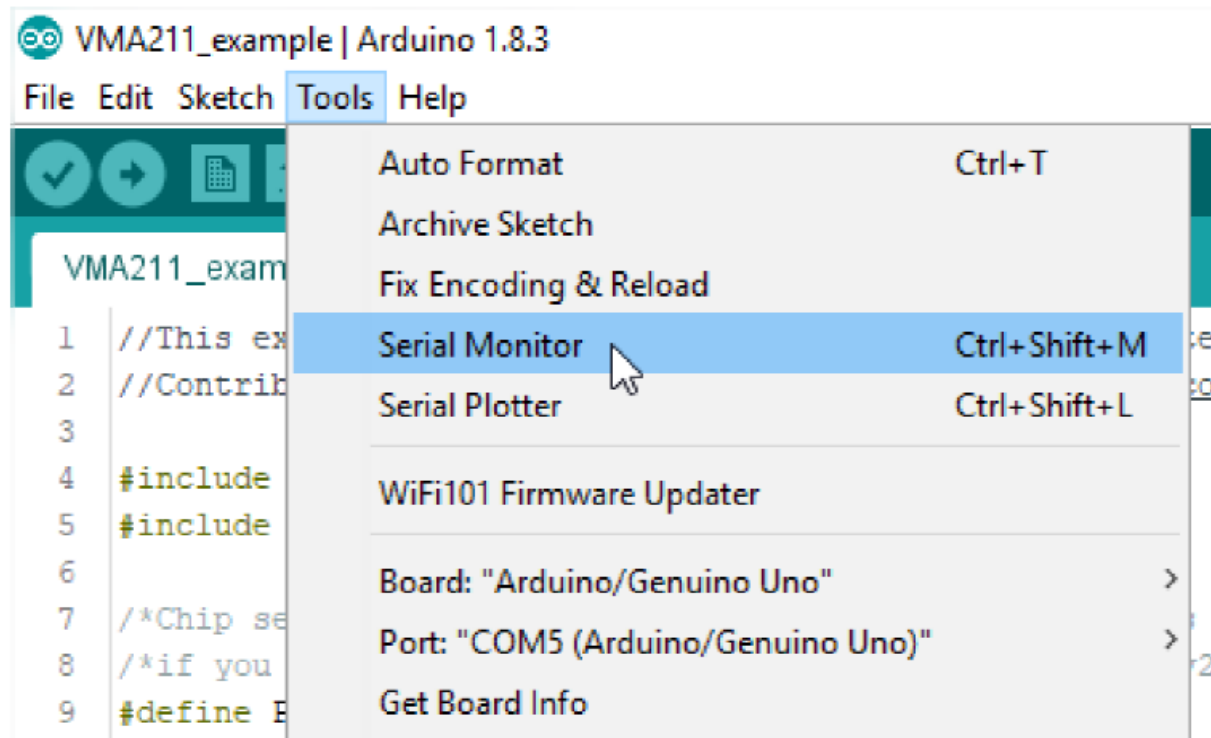 VMA211_example | Arduino 1.8.3
File Edit Sketch Tools Help
Auto Format Ctrl+T
Archive Sketch
VMA211_exam
Fix Encoding & Reload
1 //This ex
Serial Monitor Ctrl+Shift+M
2 //Contrib
Serial Plotter Ctrl+Shift+L
3
4 #include
WiFi101 Firmware Updater
5 #include
6
Board: "Arduino/Genuino Uno"
7 /*Chip se
Port: "COM5 (Arduino/Genuino Uno)"
8 /*if you
Get Board Info
9 #define